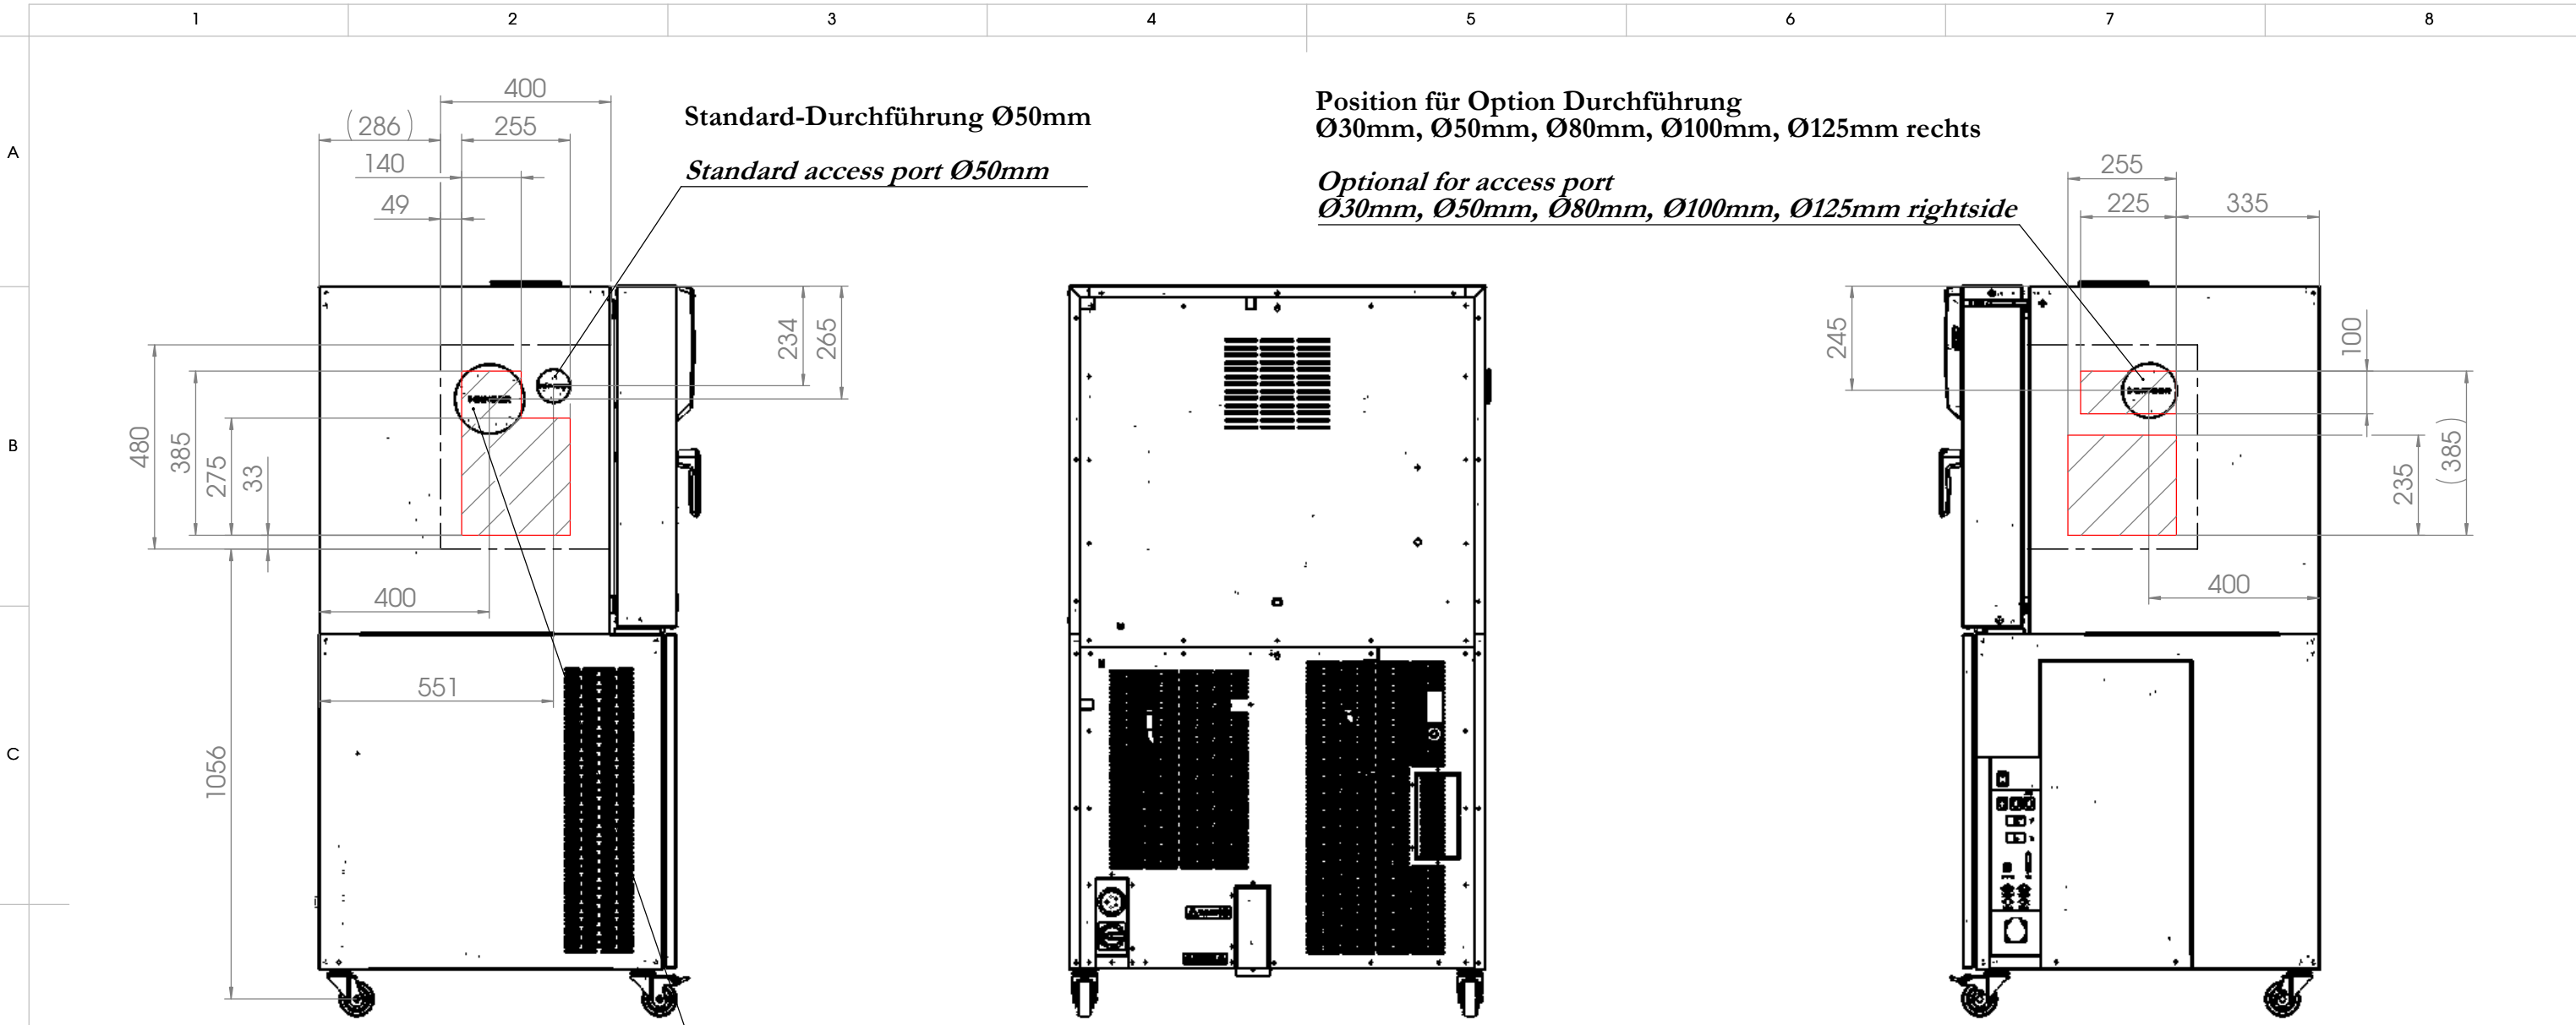 1 2 3 4 5 6 7 8
A
B
C
400
(286) 255
140
49
Standard-Durchführung Ø50mm
Standard access port Ø50mm
Position für Option Durchführung
Ø30mm, Ø50mm, Ø80mm, Ø100mm, Ø125mm rechts
Optional for access port
Ø30mm, Ø50mm, Ø80mm, Ø100mm, Ø125mm rightside
255
225 335
234 265
480 385 275 33
400
551
1056
245
100
(385)
235
400